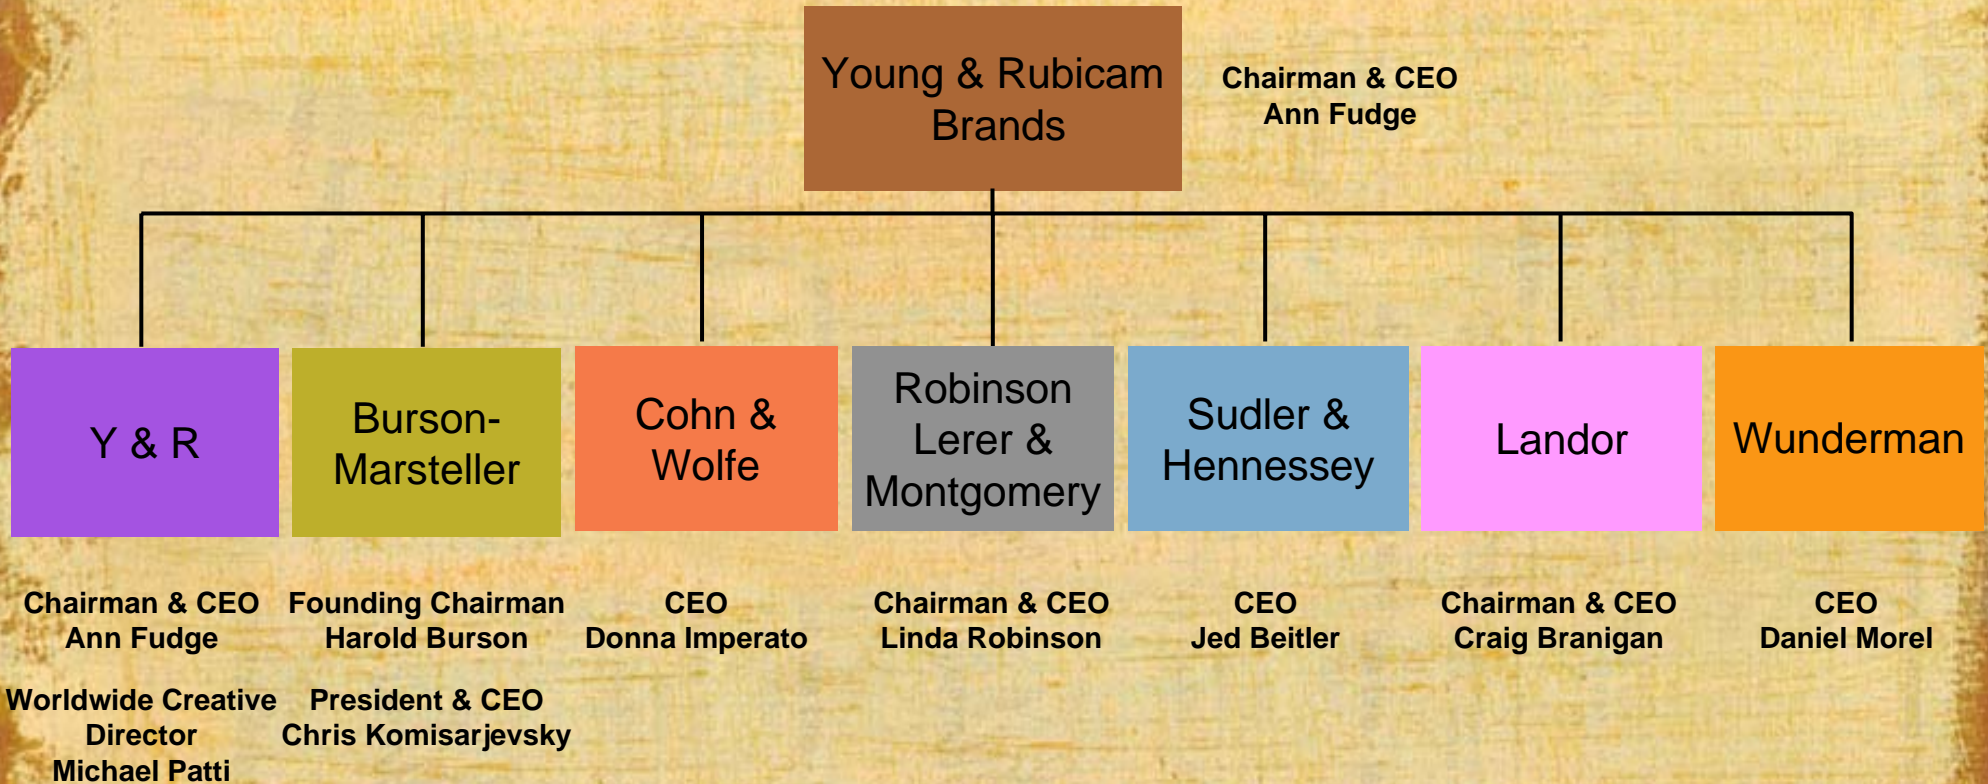 Young & Rubicam
Brands
Chairman & CEO
Ann Fudge
Y & R
Burson-
Marsteller
Cohn &
Wolfe
Robinson
Lerer &
Montgomery
Sudler &
Hennessey
Landor
Wunderman
Chairman & CEO
Ann Fudge
Worldwide Creative
Director
Michael Patti
Founding Chairman
Harold Burson
President & CEO
Chris Komisarjevsky
CEO
Donna Imperato
Chairman & CEO
Linda Robinson
CEO
Jed Beitler
Chairman & CEO
Craig Branigan
CEO
Daniel Morel